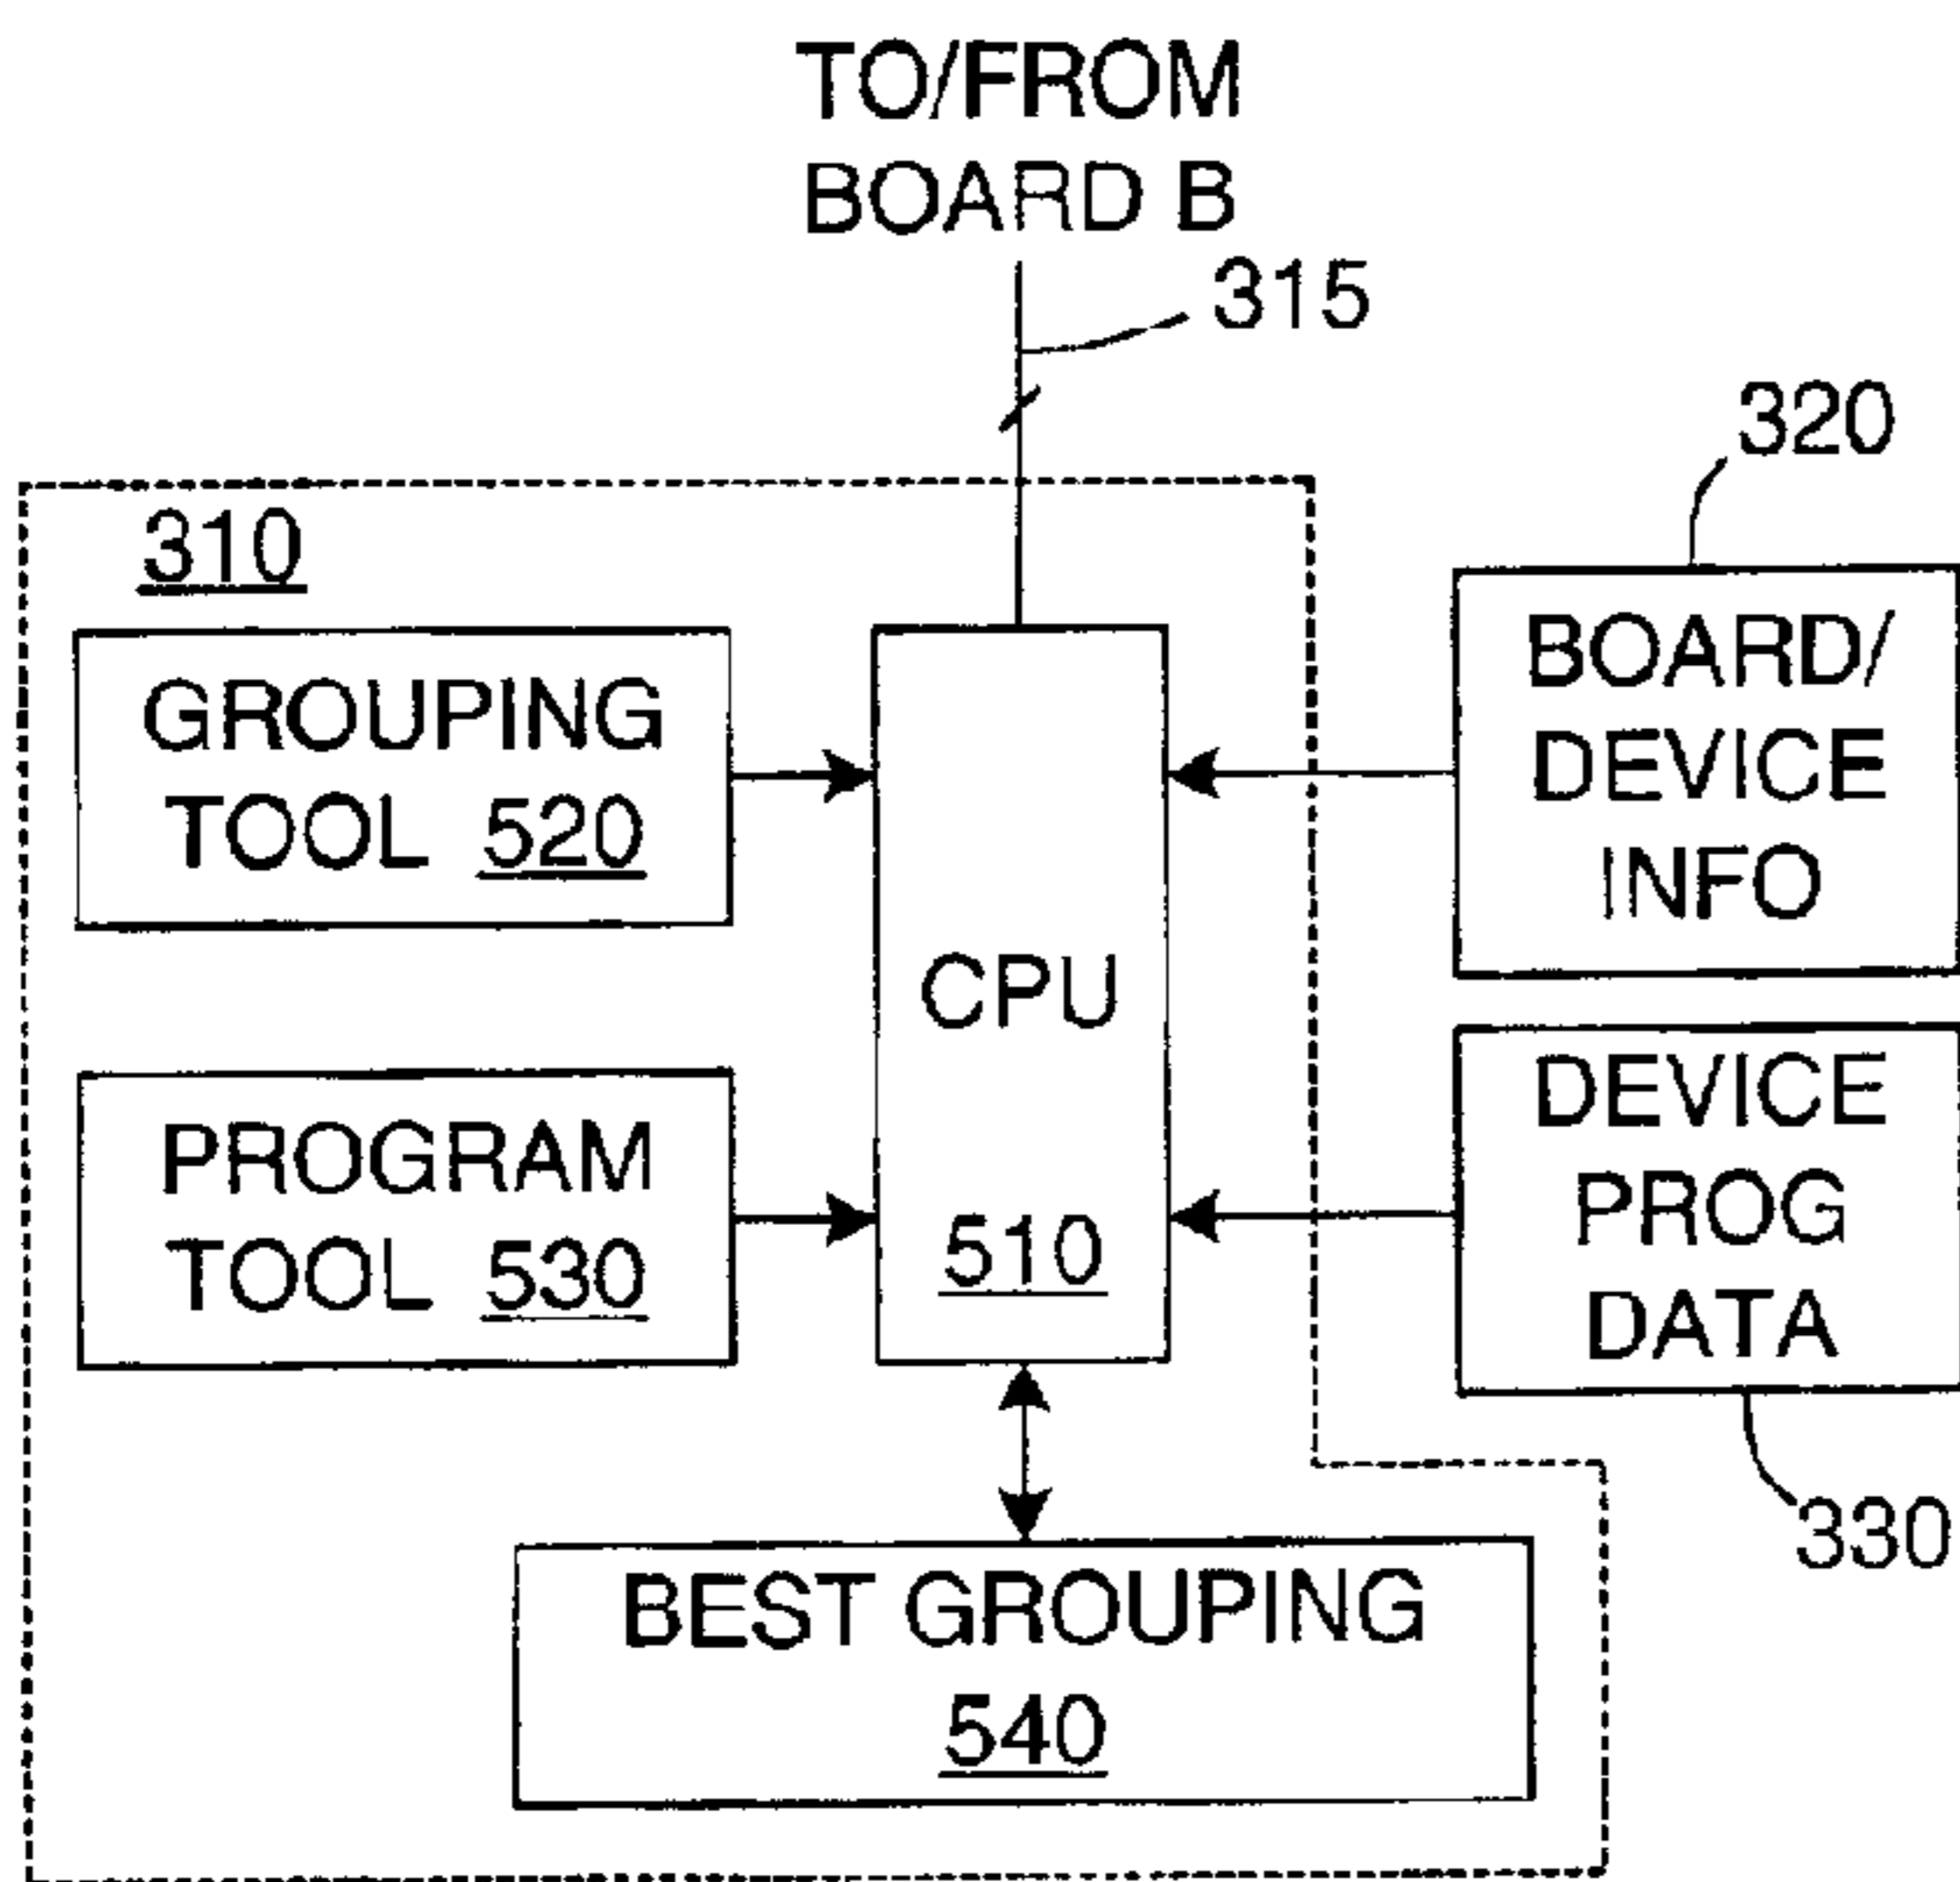 TO/FROM
BOARD B
315
320
310
GROUPING
TOOL 520
BOARD/
DEVICE
INFO
CPU
510
PROGRAM
TOOL 530
DEVICE
PROG
DATA
330
BEST GROUPING
540